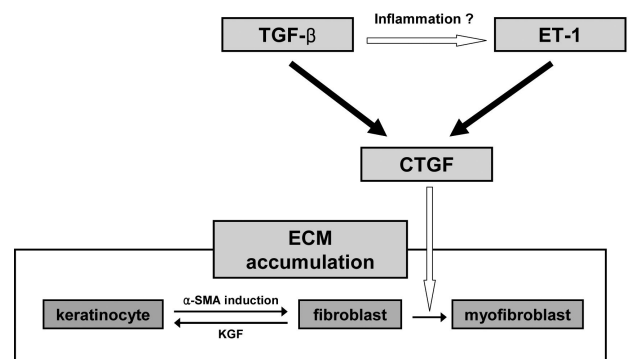 Inflammation ?
TGF-β
ET-1
CTGF
ECM
accumulation
α-SMA induction
keratinocyte
fibroblast
myofibroblast
KGF